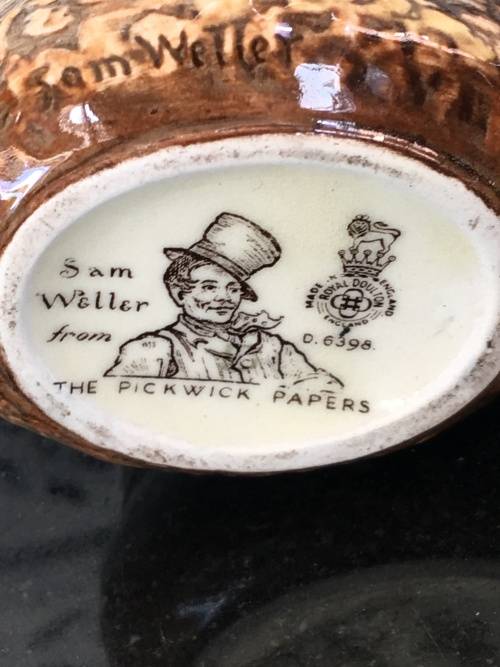 Sam Weller
Sam
Weller
from
THE PICKWICK PAPERS
MADE IN ENGLAND
ROYAL DOULTON
ENGLAND
D.6398.